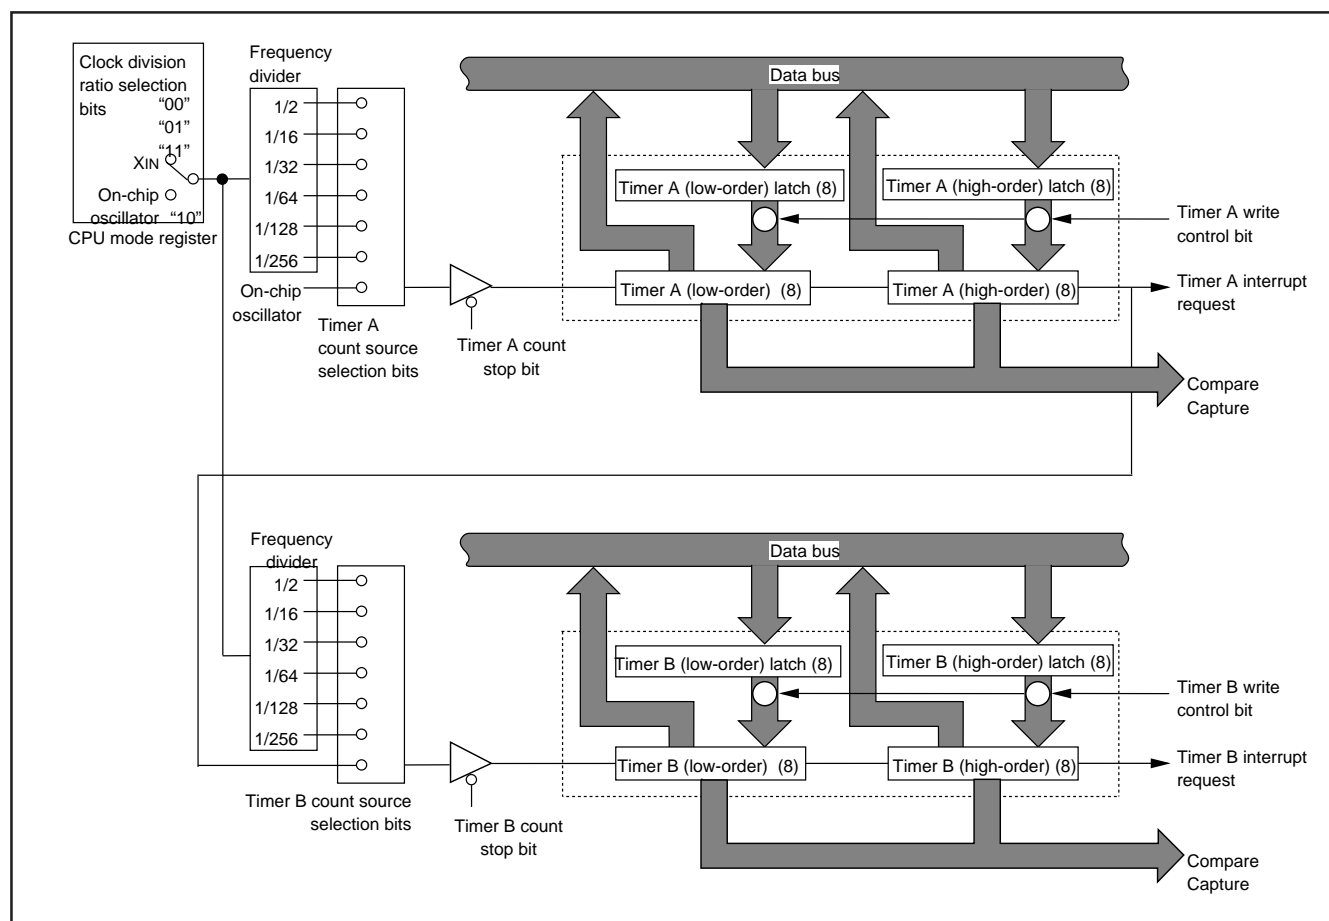 Clock division
ratio selection
bits
“00”
“01”
“11”
XIN
On-chip
oscillator “10”
CPU mode register
Frequency
divider
1/2
1/16
1/32
1/64
1/128
1/256
On-chip
oscillator
Timer A
count source
selection bits
Timer A count
stop bit
Data bus
Timer A (low-order) latch (8)
Timer A (high-order) latch (8)
Timer A write
control bit
Timer A (low-order) (8)
Timer A (high-order) (8)
Timer A interrupt
request
Compare
Capture
Frequency
divider
1/2
1/16
1/32
1/64
1/128
1/256
Timer B count source
selection bits
Timer B count
stop bit
Data bus
Timer B (low-order) latch (8)
Timer B (high-order) latch (8)
Timer B write
control bit
Timer B (low-order) (8)
Timer B (high-order) (8)
Timer B interrupt
request
Compare
Capture